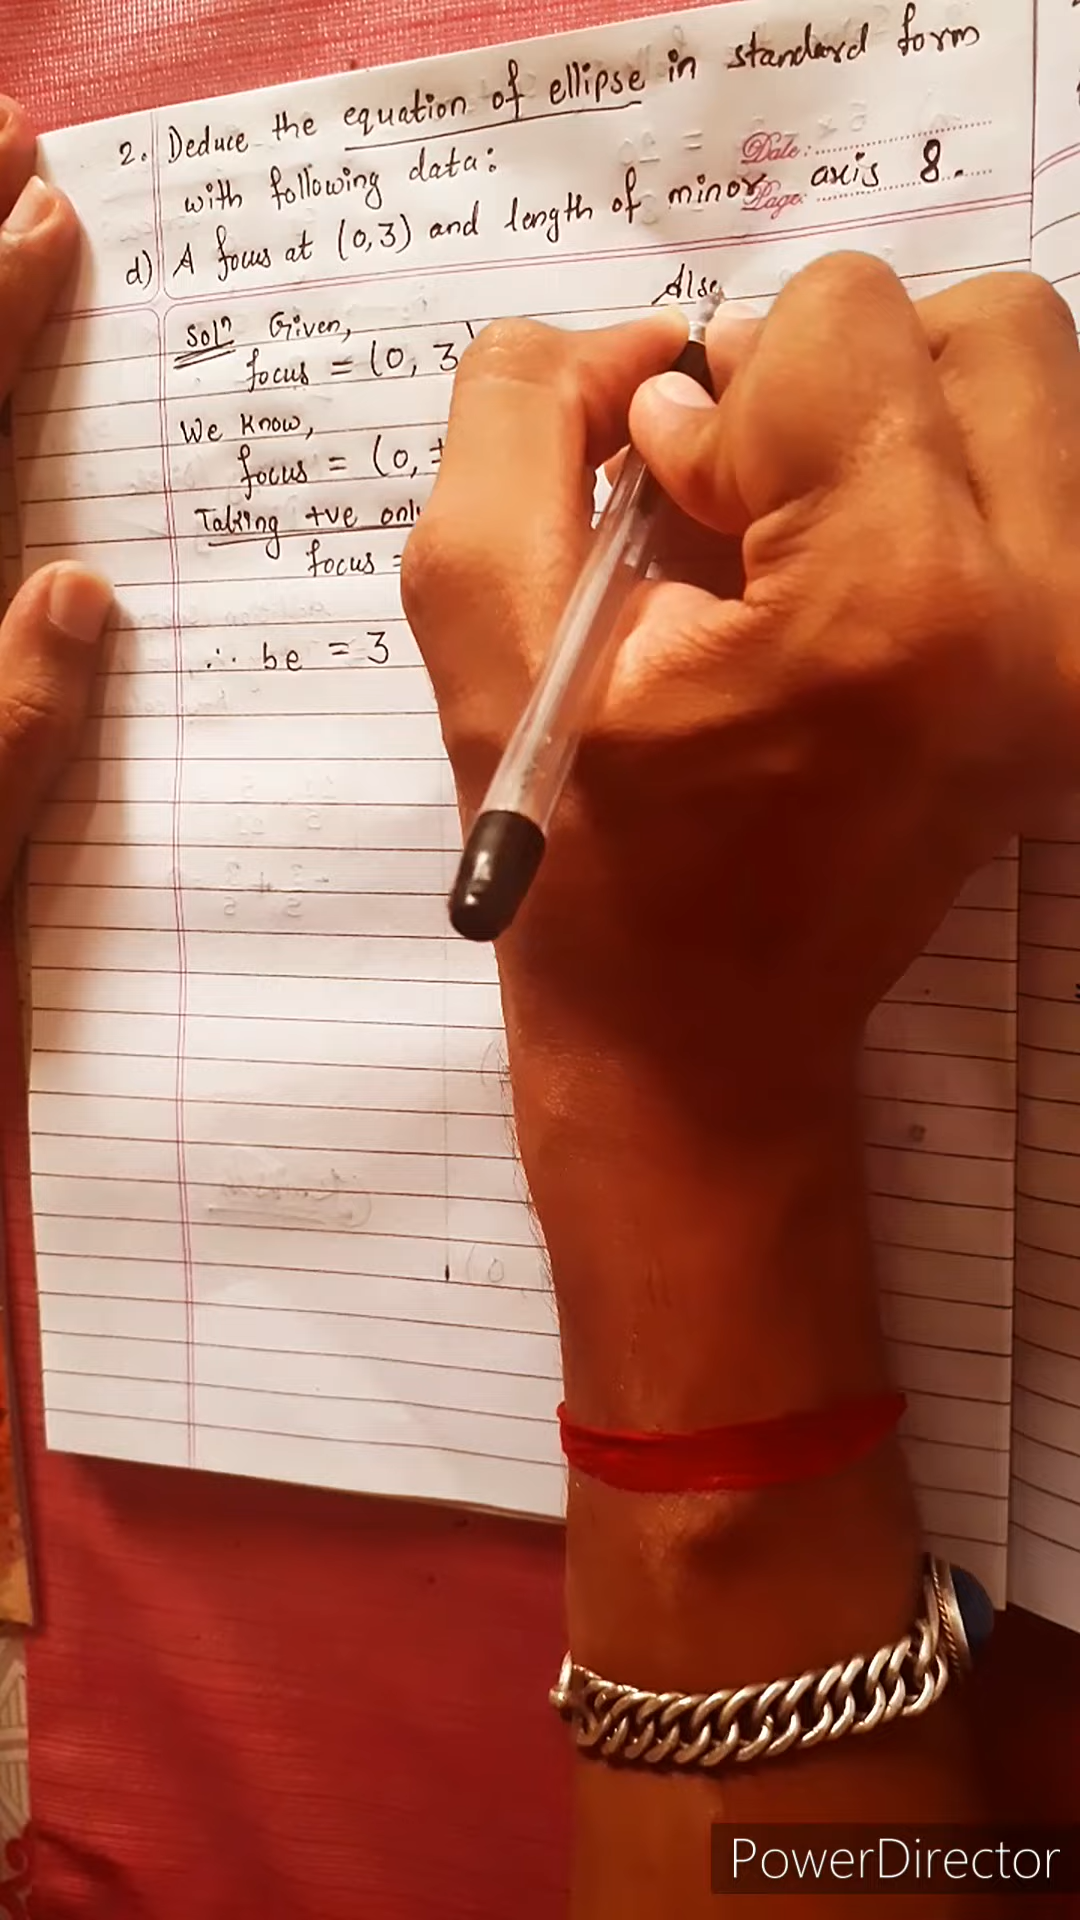 2. Deduce the equation of ellipse in standard form
with following data:
Date:
Page:
d) A focus at (0,3) and length of minor axis 8.
Also
Solⁿ Given,
focus = (0, 3
We know,
focus = (0, ±
Taking +ve only
focus =
∴ be = 3
PowerDirector